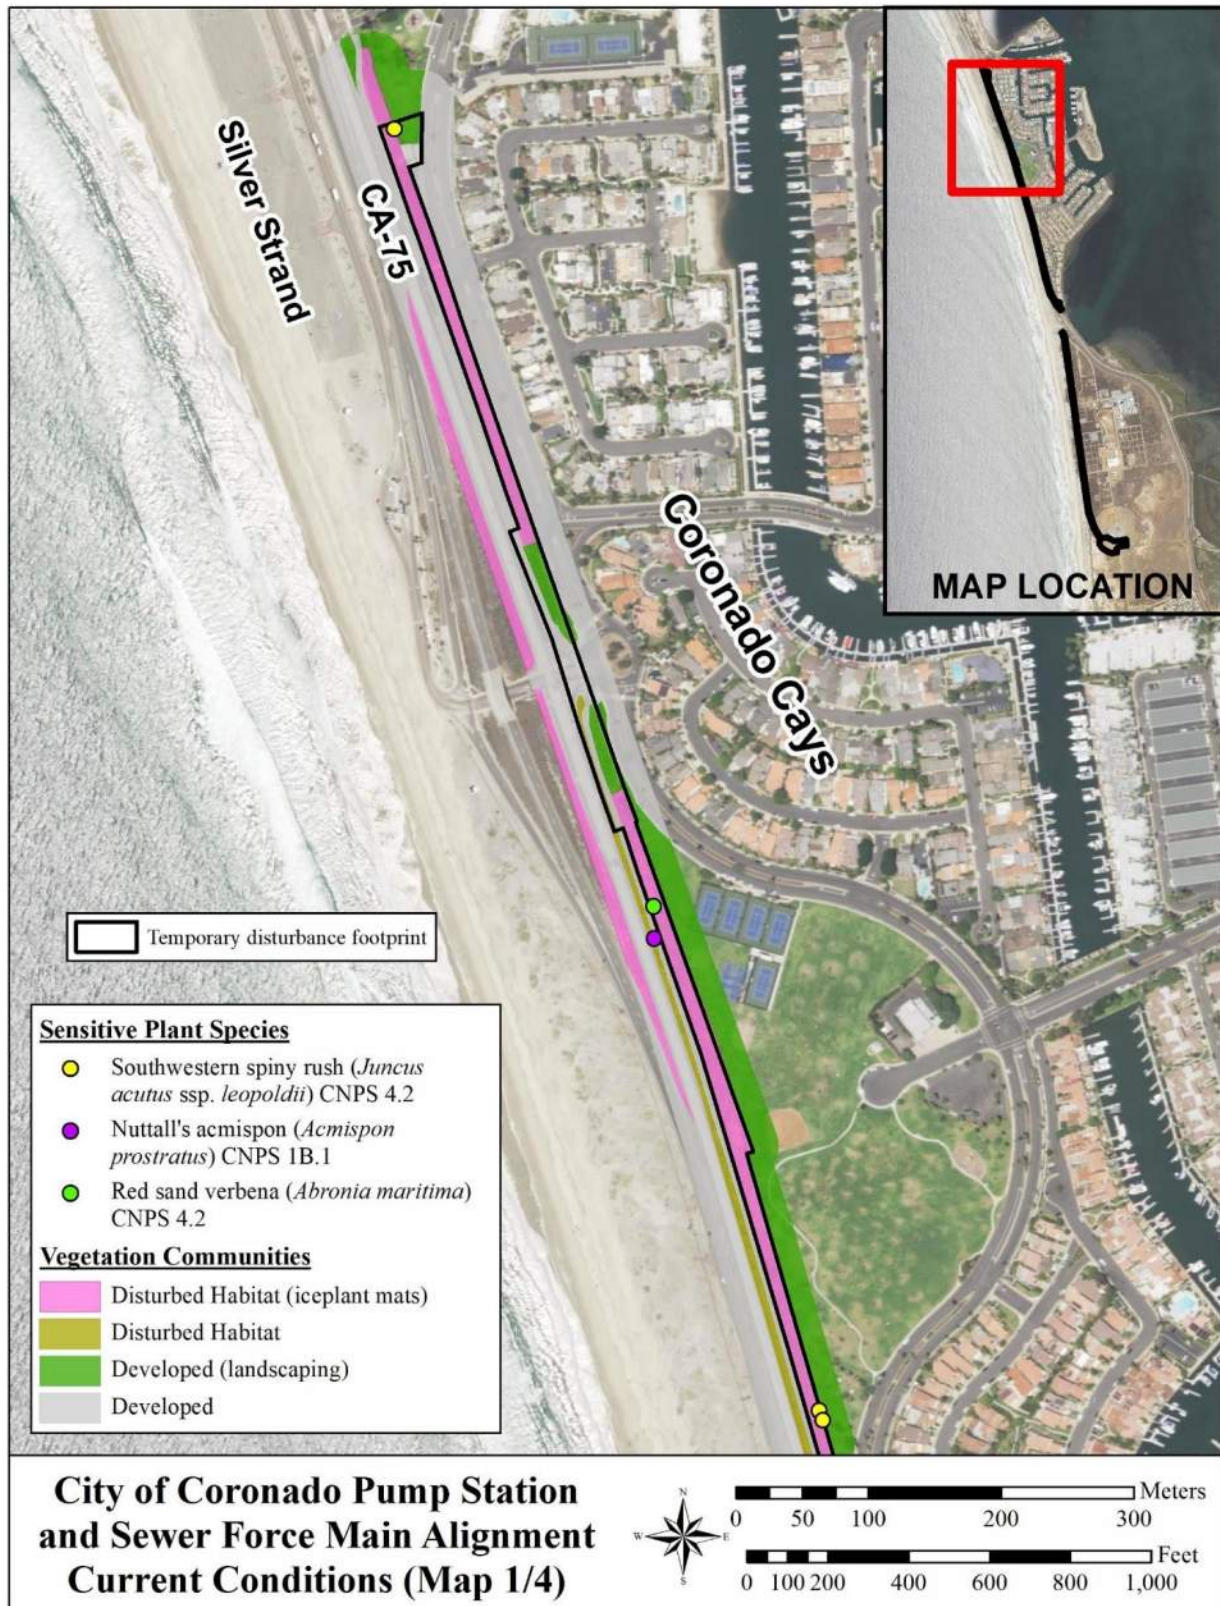 Silver Strand
CA-75
Coronado Cays
MAP LOCATION
Temporary disturbance footprint
Sensitive Plant Species
Southwestern spiny rush (Juncus
acutus ssp. leopoldii) CNPS 4.2
Nuttall's acmispon (Acmispon
prostratus) CNPS 1B.1
Red sand verbena (Abronia maritima)
CNPS 4.2
Vegetation Communities
Disturbed Habitat (iceplant mats)
Disturbed Habitat
Developed (landscaping)
Developed
City of Coronado Pump Station
and Sewer Force Main Alignment
Current Conditions (Map 1/4)
N
W E
S
Meters
0 50 100 200 300
Feet
0 100 200 400 600 800 1,000